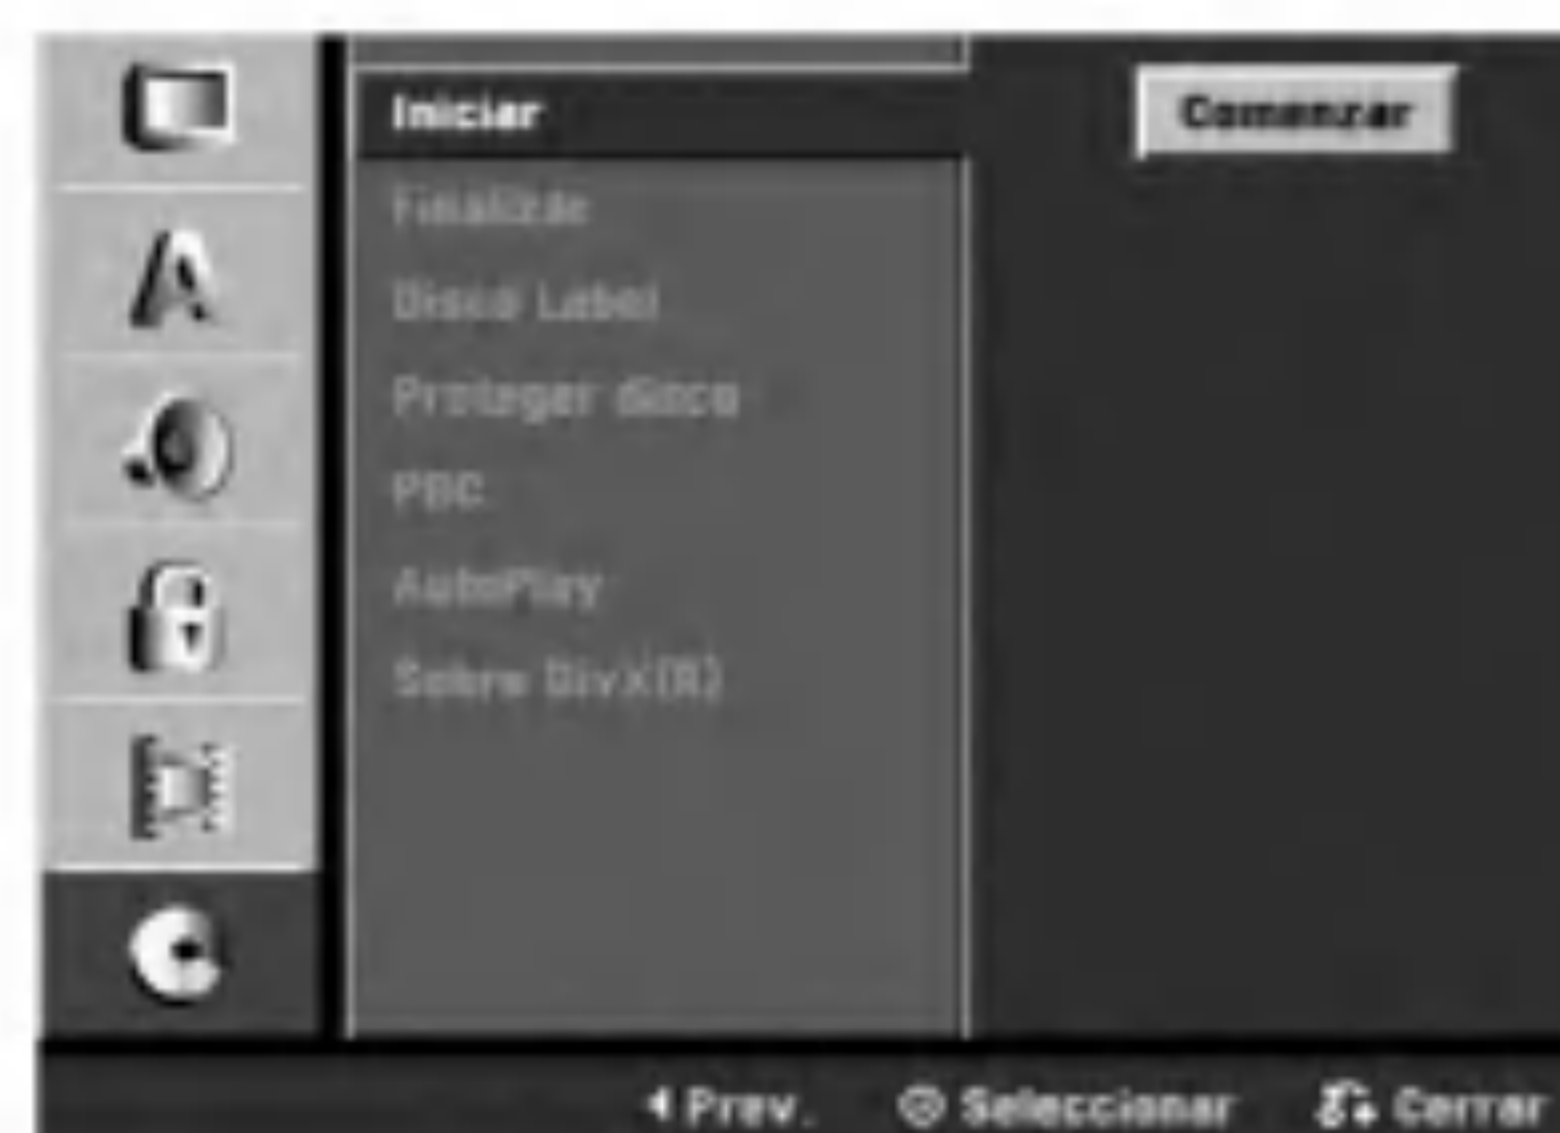 Iniciar
Comenzar
Finalizar
Disco Label
Proteger disco
PBC
AutoPlay
Sobre DivX(R)
Prev. Seleccionar Cerrar